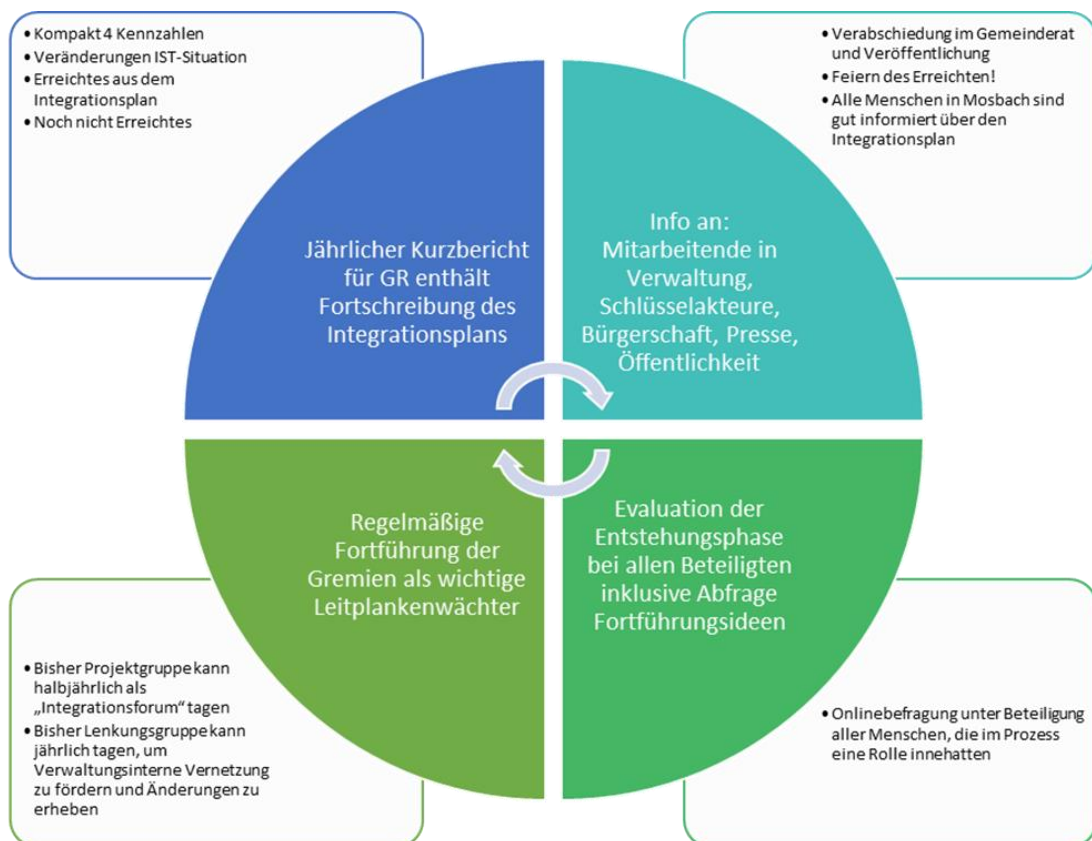 • Kompakt 4 Kennzahlen
• Veränderungen IST-Situation
• Erreichtes aus dem
Integrationsplan
• Noch nicht Erreichtes
• Verabschiedung im Gemeinderat
und Veröffentlichung
• Feiern des Erreichten!
• Alle Menschen in Mosbach sind
gut informiert über den
Integrationsplan
Jährlicher Kurzbericht
für GR enthält
Fortschreibung des
Integrationsplans
Info an:
Mitarbeitende in
Verwaltung,
Schlüsselakteure,
Bürgerschaft, Presse,
Öffentlichkeit
Regelmäßige
Fortführung der
Gremien als wichtige
Leitplankenwächter
Evaluation der
Entstehungsphase
bei allen Beteiligten
inklusive Abfrage
Fortführungsideen
• Bisher Projektgruppe kann
halbjährlich als
„Integrationsforum“ tagen
• Bisher Lenkungsgruppe kann
jährlich tagen, um
Verwaltungsinterne Vernetzung
zu fördern und Änderungen zu
erheben
• Onlinebefragung unter Beteiligung
aller Menschen, die im Prozess
eine Rolle innehatten